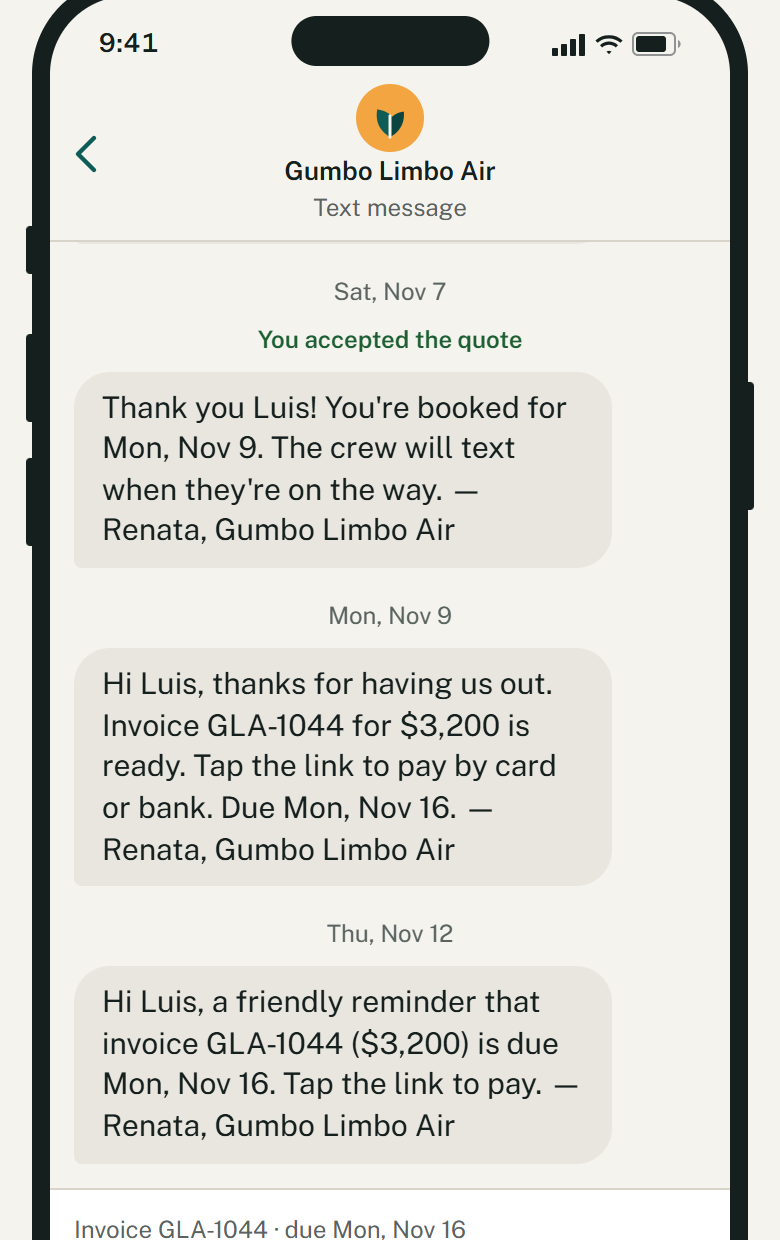 9:41
Gumbo Limbo Air
Text message
Sat, Nov 7
You accepted the quote
Thank you Luis! You're booked for
Mon, Nov 9. The crew will text
when they're on the way. —
Renata, Gumbo Limbo Air
Mon, Nov 9
Hi Luis, thanks for having us out.
Invoice GLA-1044 for $3,200 is
ready. Tap the link to pay by card
or bank. Due Mon, Nov 16. —
Renata, Gumbo Limbo Air
Thu, Nov 12
Hi Luis, a friendly reminder that
invoice GLA-1044 ($3,200) is due
Mon, Nov 16. Tap the link to pay. —
Renata, Gumbo Limbo Air
Invoice GLA-1044 · due Mon, Nov 16